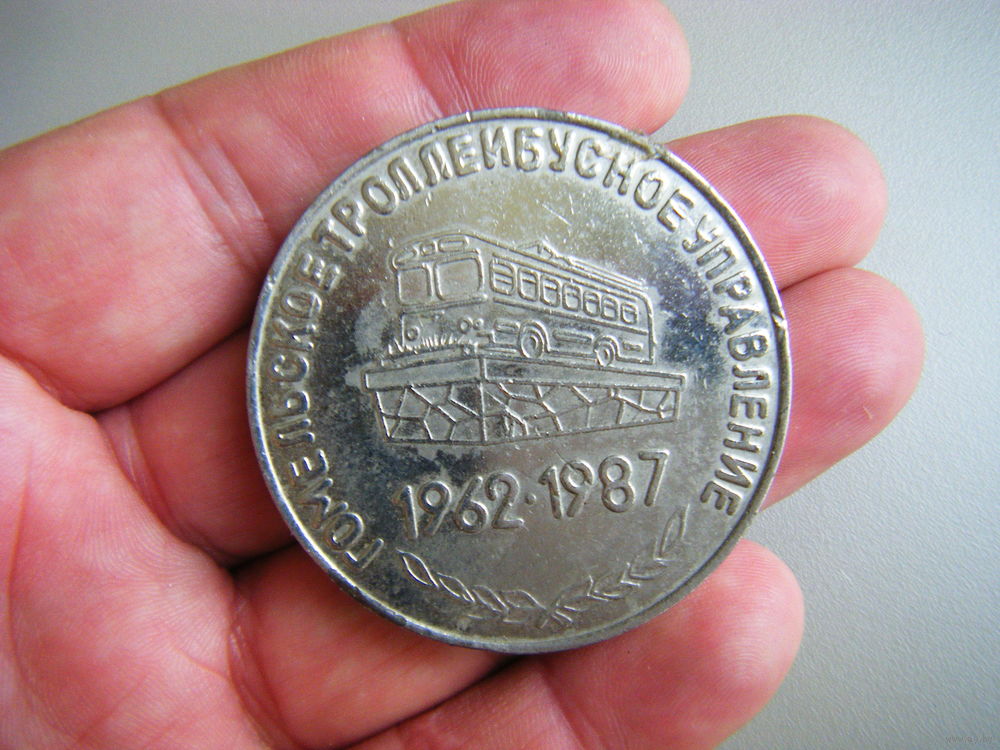 ГОМЕЛЬСКОЕ ТРОЛЛЕЙБУСНОЕ УПРАВЛЕНИЕ
1962·1987